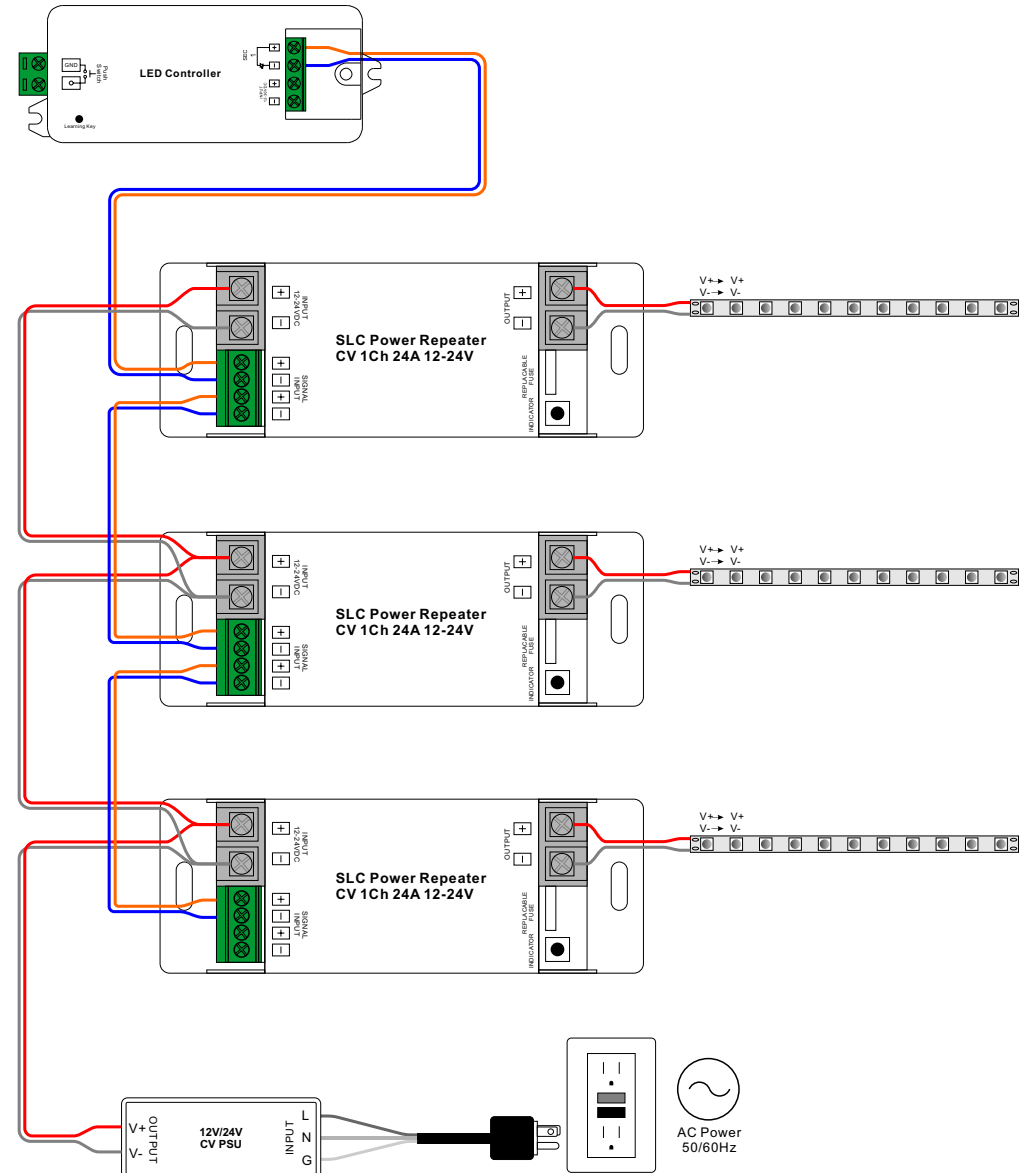 GND
Push
Switch
LED Controller
Learning Key
SEC
+
−
+
−
+
−
INPUT
12-24VDC
+
−
+
−
SIGNAL
INPUT
SLC Power Repeater
CV 1Ch 24A 12-24V
OUTPUT
+
−
REPLACABLE
FUSE
INDICATOR
V+→ V+
V-→ V-
+
−
INPUT
12-24VDC
+
−
+
−
SIGNAL
INPUT
SLC Power Repeater
CV 1Ch 24A 12-24V
OUTPUT
+
−
REPLACABLE
FUSE
INDICATOR
V+→ V+
V-→ V-
+
−
INPUT
12-24VDC
+
−
+
−
SIGNAL
INPUT
SLC Power Repeater
CV 1Ch 24A 12-24V
OUTPUT
+
−
REPLACABLE
FUSE
INDICATOR
V+→ V+
V-→ V-
V+
V-
OUTPUT
12V/24V
CV PSU
INPUT
L
N
G
AC Power
50/60Hz